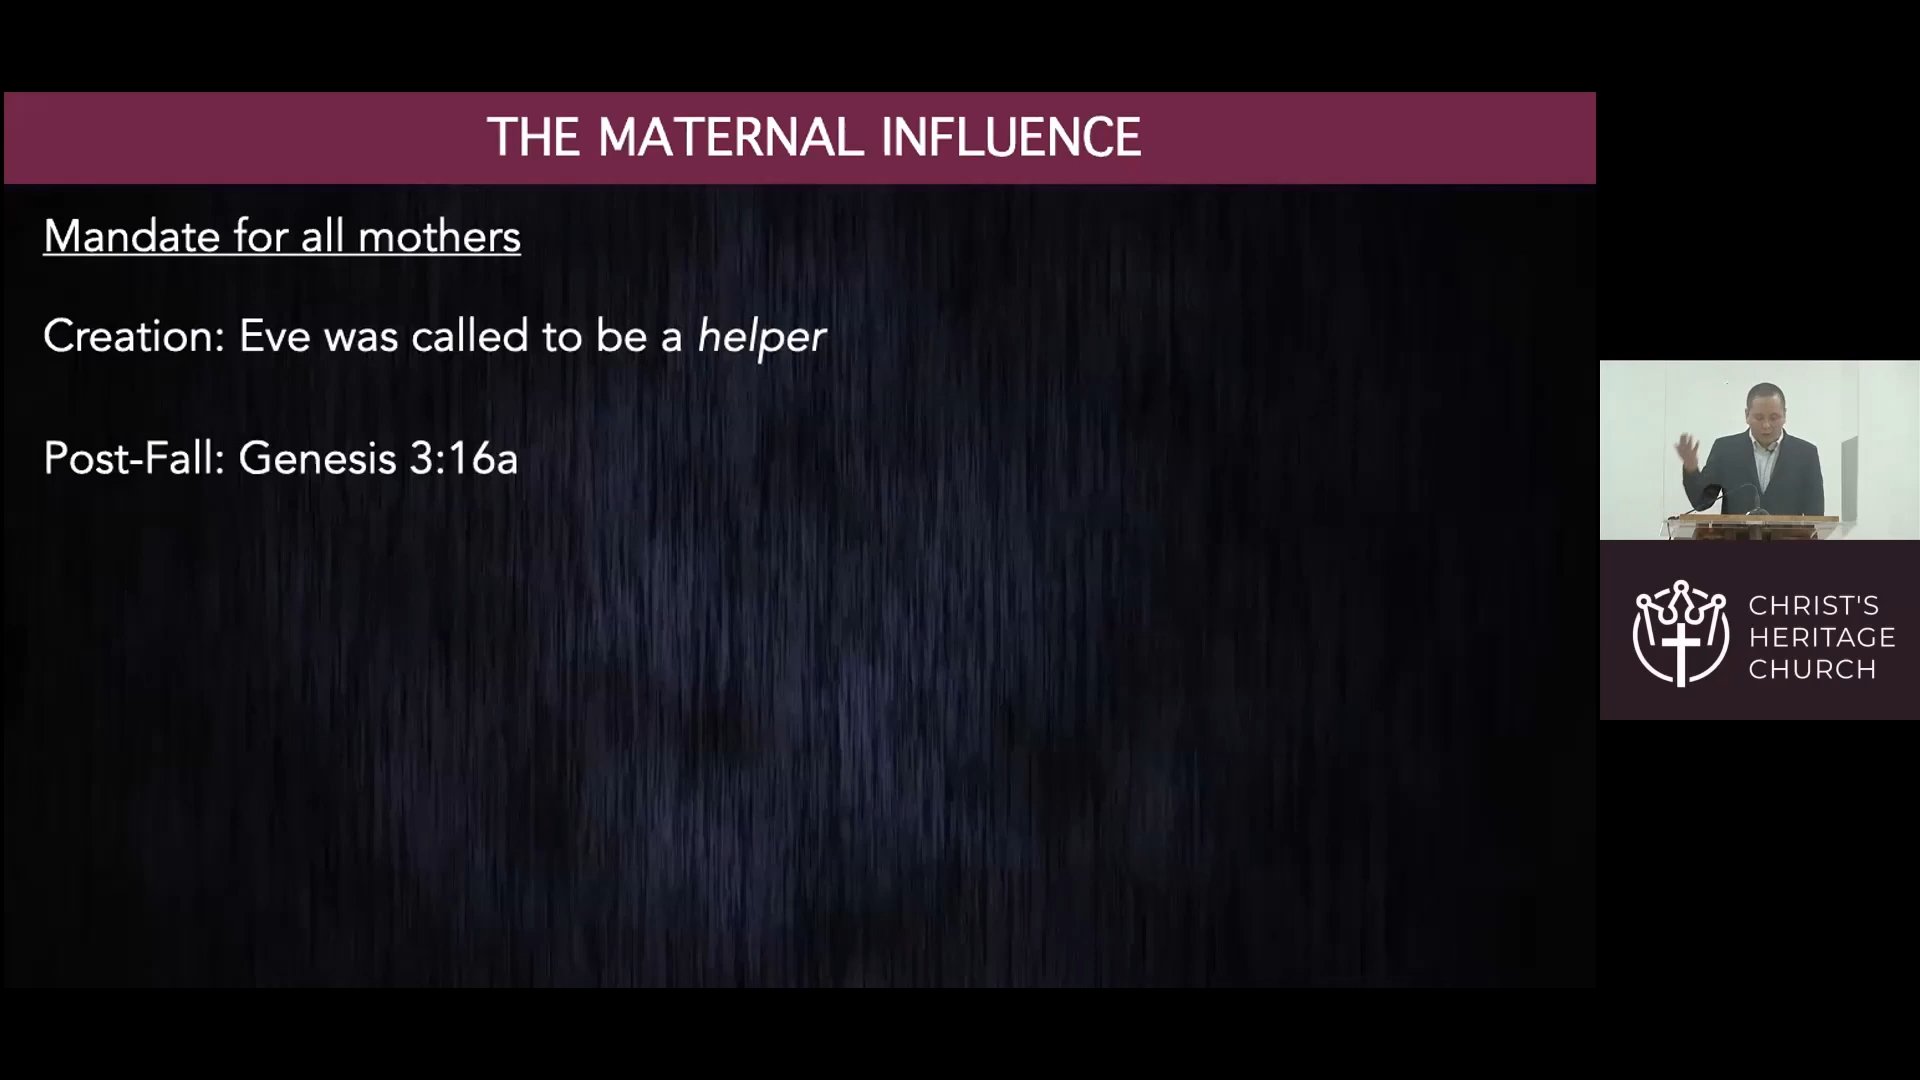 THE MATERNAL INFLUENCE
Mandate for all mothers
Creation: Eve was called to be a helper
Post-Fall: Genesis 3:16a
CHRIST'S
HERITAGE
CHURCH